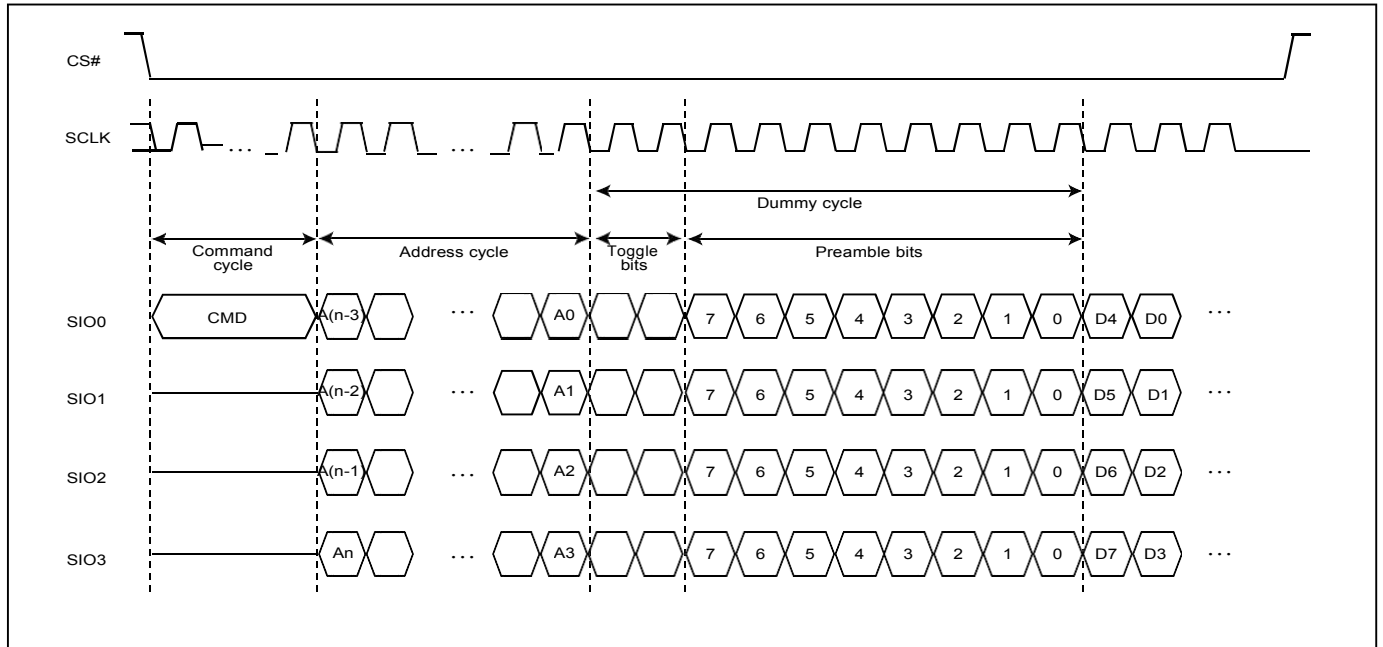 CS#
SCLK ... ...
Dummy cycle
Command cycle
Address cycle
Toggle bits
Preamble bits
SIO0 CMD A(n-3) ... A0 7 6 5 4 3 2 1 0 D4 D0 ...
SIO1 A(n-2) ... A1 7 6 5 4 3 2 1 0 D5 D1 ...
SIO2 A(n-1) ... A2 7 6 5 4 3 2 1 0 D6 D2 ...
SIO3 An ... A3 7 6 5 4 3 2 1 0 D7 D3 ...